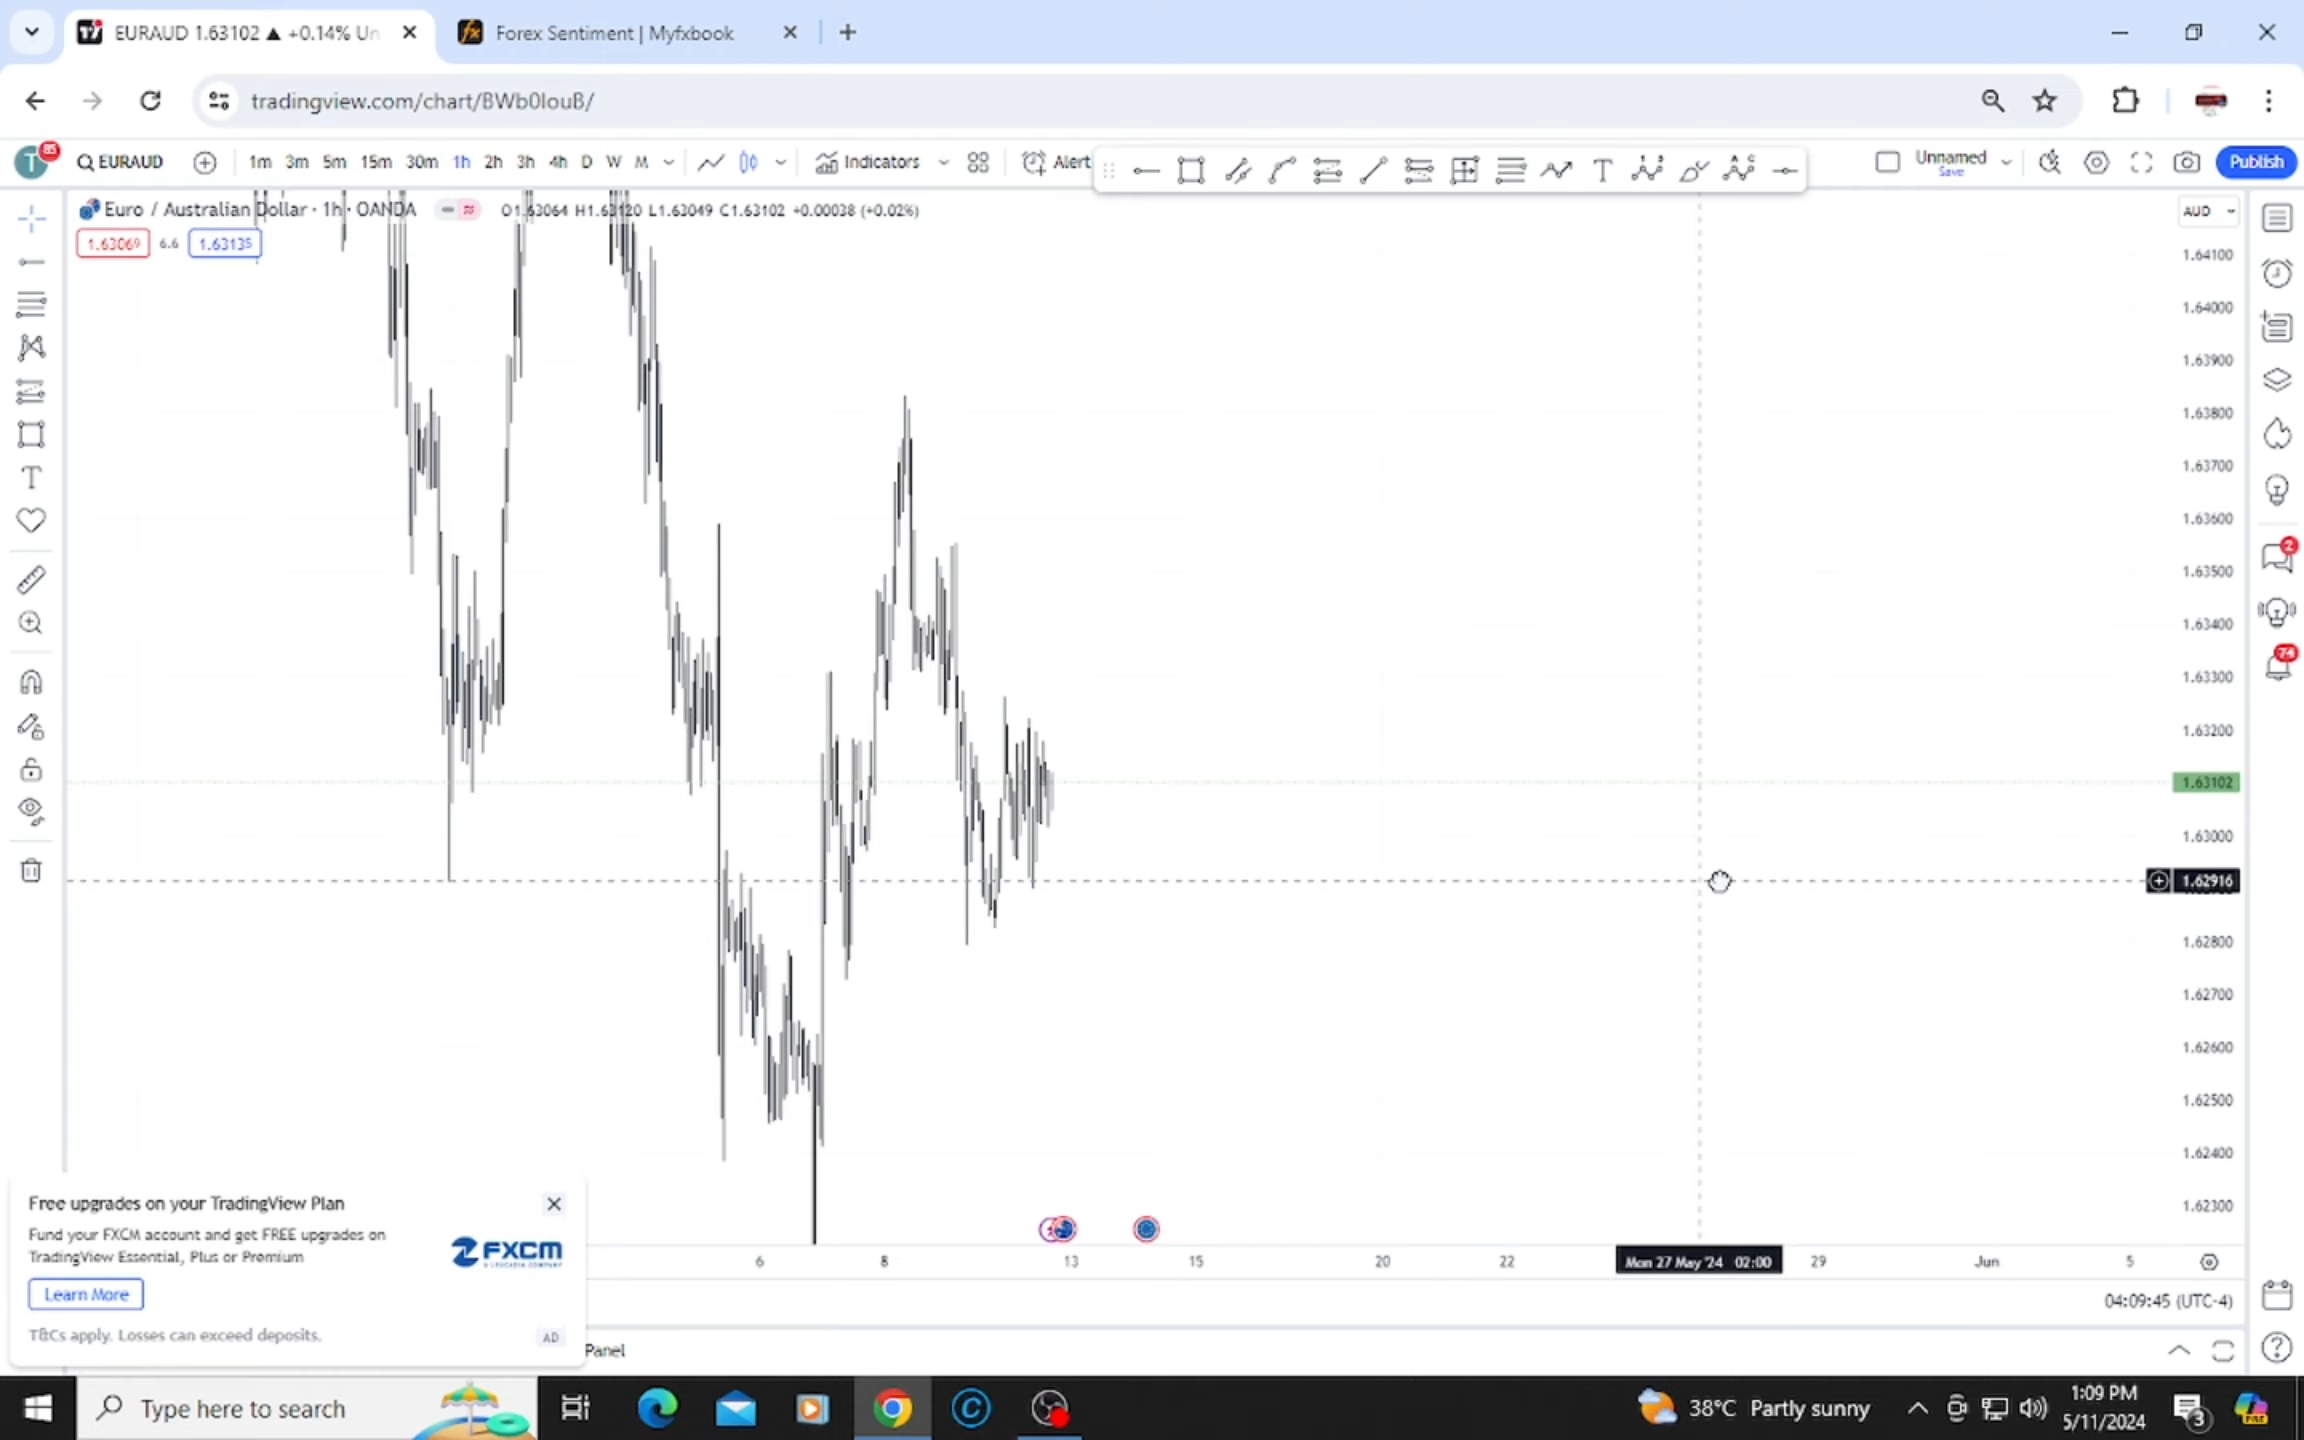 EURAUD 1.63102 ▲ +0.14% Un
Forex Sentiment | Myfxbook
tradingview.com/chart/BWb0IouB/
T
85
EURAUD
1m 3m 5m 15m 30m 1h 2h 3h 4h D W M
Indicators
Alert
T
Unnamed
Save
Publish
Euro / Australian Dollar · 1h · OANDA
O1.63064 H1.63120 L1.63049 C1.63102 +0.00038 (+0.02%)
AUD
1.63069 6.6 1.63135
1.64100
1.64000
1.63900
1.63800
1.63700
1.63600
1.63500
1.63400
1.63300
1.63200
1.63102
1.63000
1.62916
1.62800
1.62700
1.62600
1.62500
1.62400
1.62300
2
74
Free upgrades on your TradingView Plan
Fund your FXCM account and get FREE upgrades on
TradingView Essential, Plus or Premium
FXCM
Learn More
T&Cs apply. Losses can exceed deposits.
AD
6 8 13 15 20 22 Mon 27 May '24 02:00 29 Jun 5
04:09:45 (UTC-4)
Panel
Type here to search
38°C Partly sunny
1:09 PM
5/11/2024
3